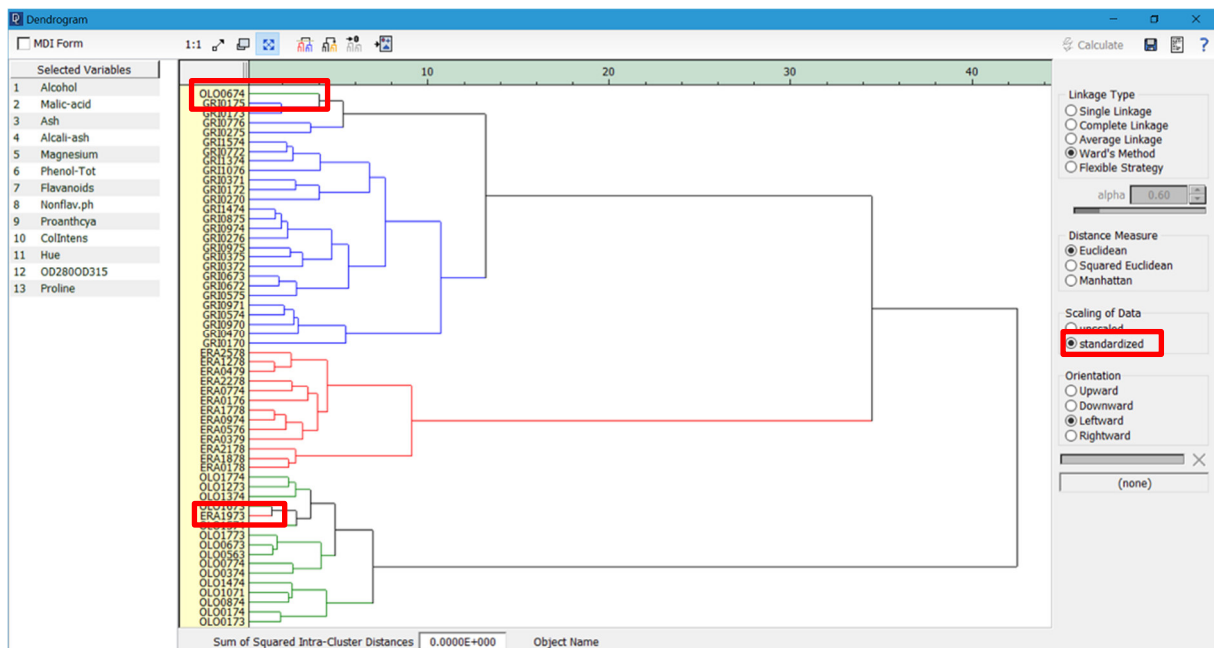 Dendrogram
MDI Form
1:1
Calculate
?
Selected Variables
1 Alcohol
2 Malic-acid
3 Ash
4 Alcali-ash
5 Magnesium
6 Phenol-Tot
7 Flavanoids
8 Nonflav.ph
9 Proanthcya
10 ColIntens
11 Hue
12 OD280OD315
13 Proline
10 20 30 40
OLO0674
GRI0175
GRI0173
GRI0776
GRI0275
GRI1574
GRI0772
GRI1374
GRI1076
GRI0371
GRI0172
GRI0270
GRI1474
GRI0875
GRI0974
GRI0276
GRI0975
GRI0375
GRI0372
GRI0673
GRI0672
GRI0575
GRI0971
GRI0574
GRI0970
GRI0470
GRI0170
ERA2578
ERA1278
ERA0479
ERA2278
ERA0774
ERA0176
ERA1778
ERA0974
ERA0576
ERA0379
ERA2178
ERA1878
ERA0178
OLO1774
OLO1273
OLO1374
ERA1973
OLO1773
OLO0673
OLO0563
OLO0774
OLO0374
OLO1474
OLO1071
OLO0874
OLO0174
OLO0173
Linkage Type
Single Linkage
Complete Linkage
Average Linkage
Ward's Method
Flexible Strategy
alpha 0.60
Distance Measure
Euclidean
Squared Euclidean
Manhattan
Scaling of Data
unscaled
standardized
Orientation
Upward
Downward
Leftward
Rightward
(none)
Sum of Squared Intra-Cluster Distances 0.0000E+000 Object Name